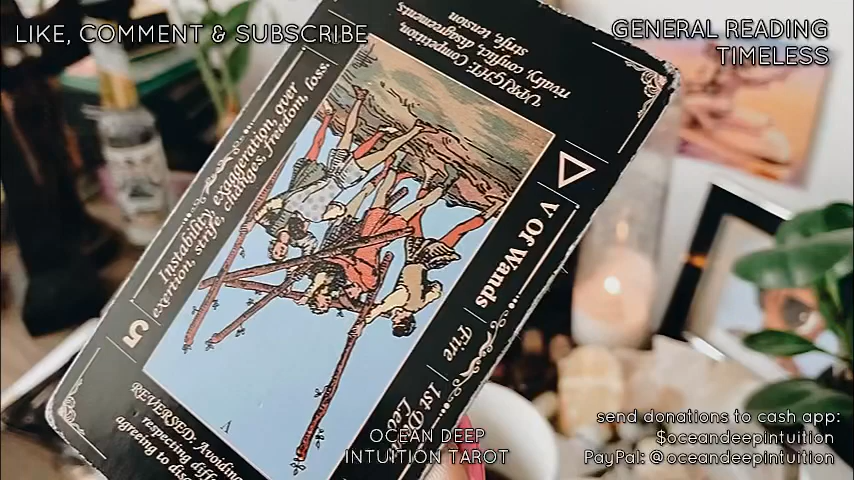 LIKE, COMMENT & SUBSCRIBE
GENERAL READING
TIMELESS
UPRIGHT: Competition,
rivalry, conflict, disagreements,
strife, tension
V of Wands
Fire
1st
Leo
Instability, exaggeration, over
exertion, strife, changes, freedom, loss.
5
REVERSED: Avoiding
respecting
agreeing to
OCEAN DEEP
INTUITION TAROT
send donations to cash app:
$oceandeepintuition
PayPal: @oceandeepintuition